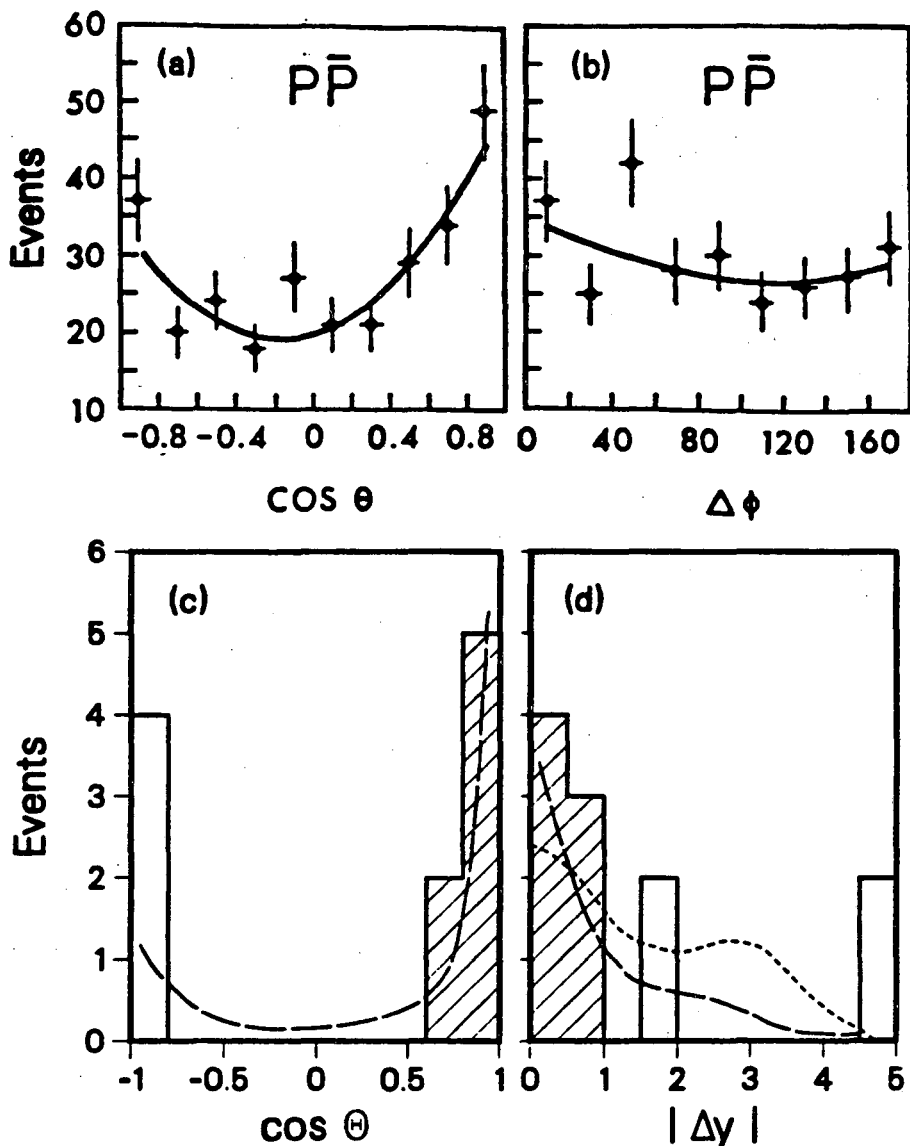 60
50
40
30
20
10
Events
(a)
PP̄
-0.8 -0.4 0 0.4 0.8
COS θ
(b)
PP̄
0 40 80 120 160
Δφ
6
5
4
3
2
1
0
Events
(c)
-1 -0.5 0 0.5 1
cos Θ
(d)
0 1 2 3 4 5
| Δy |